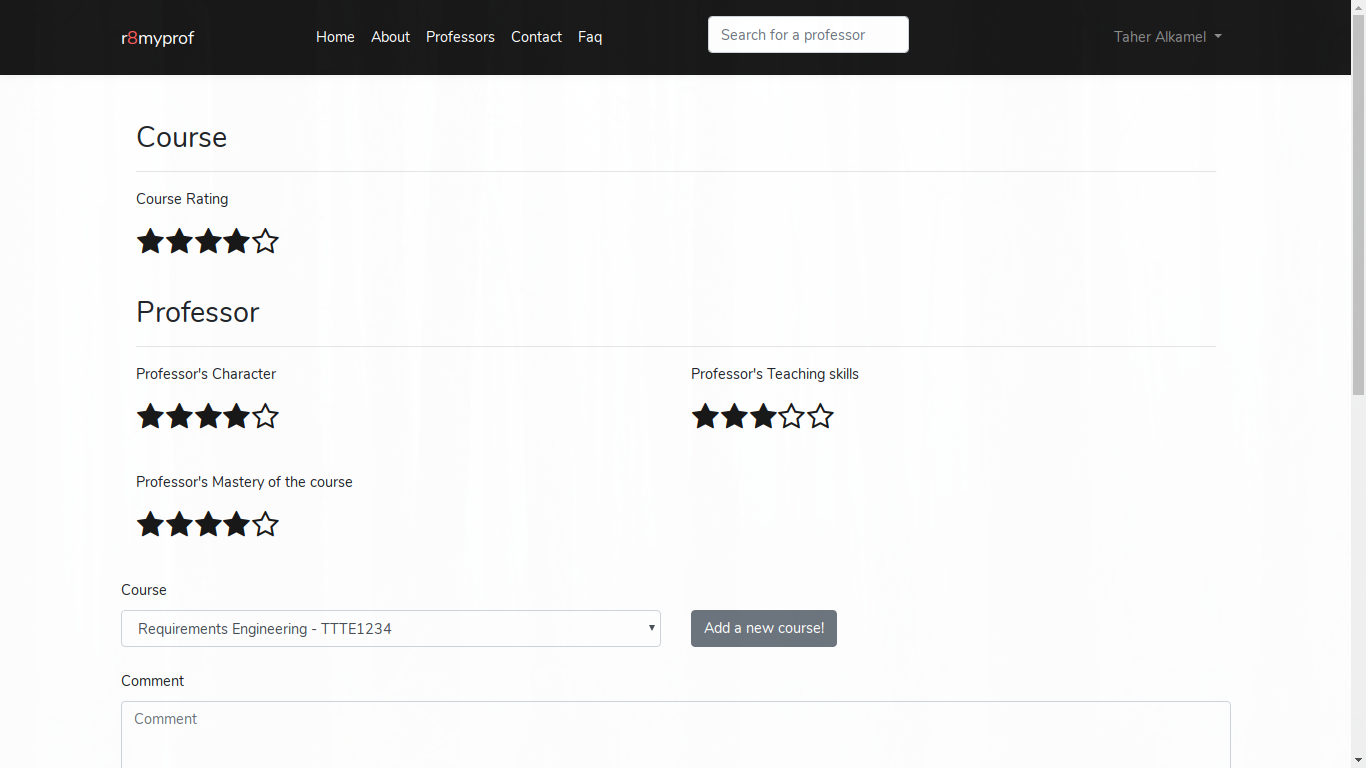 r8myprof Home About Professors Contact Faq Search for a professor Taher Alkamel
Course
Course Rating
Professor
Professor's Character Professor's Teaching skills
Professor's Mastery of the course
Course
Requirements Engineering - TTTE1234 Add a new course!
Comment
Comment